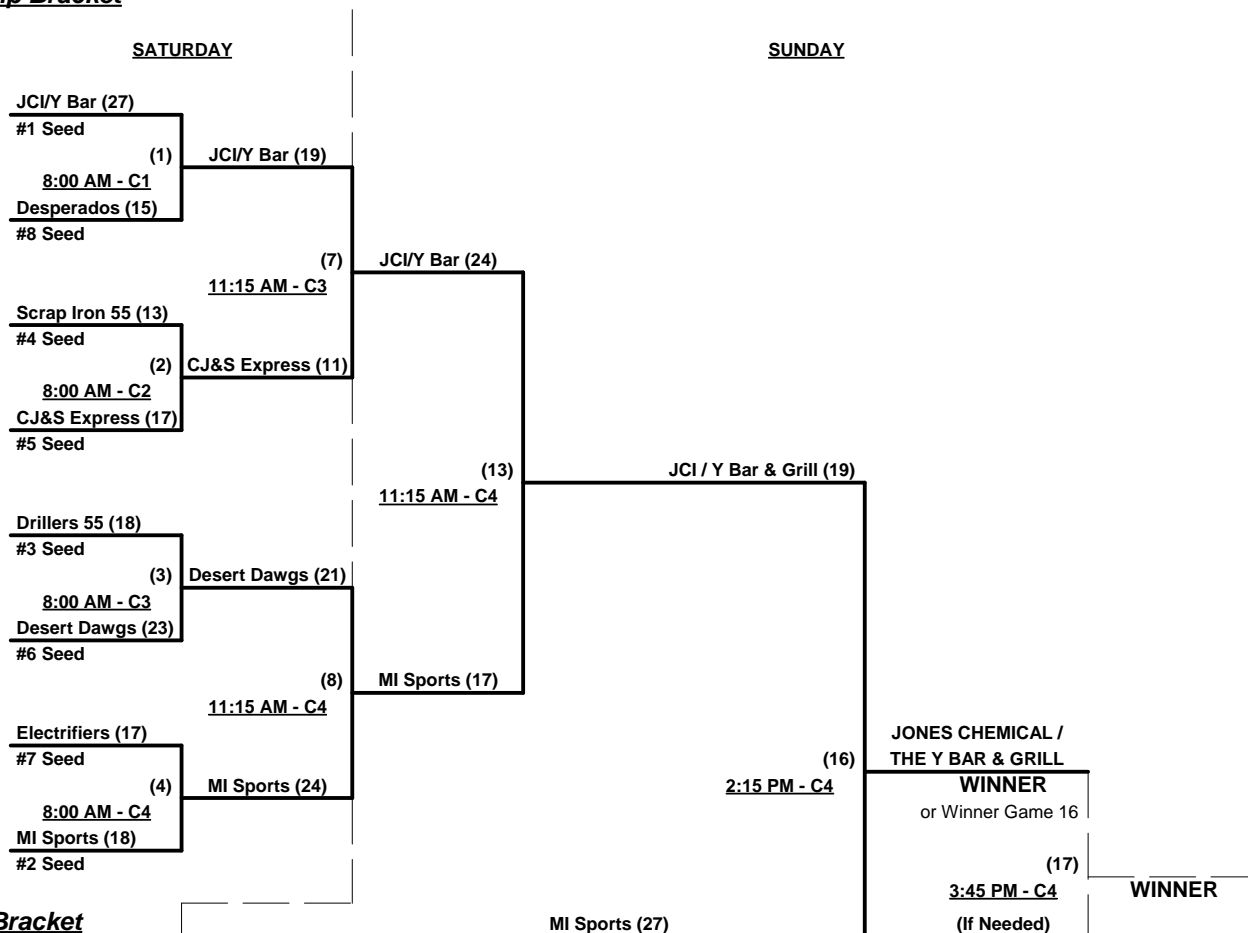 ip Bracket
SATURDAY
SUNDAY
JCI/Y Bar (27)
#1 Seed
(1)
JCI/Y Bar (19)
8:00 AM - C1
Desperados (15)
#8 Seed
(7)
JCI/Y Bar (24)
11:15 AM - C3
Scrap Iron 55 (13)
#4 Seed
(2)
CJ&S Express (11)
8:00 AM - C2
CJ&S Express (17)
#5 Seed
(13)
JCI / Y Bar & Grill (19)
11:15 AM - C4
Drillers 55 (18)
#3 Seed
(3)
Desert Dawgs (21)
8:00 AM - C3
Desert Dawgs (23)
#6 Seed
(8)
MI Sports (17)
11:15 AM - C4
Electrifiers (17)
#7 Seed
(4)
MI Sports (24)
8:00 AM - C4
MI Sports (18)
#2 Seed
JONES CHEMICAL /
(16)
THE Y BAR & GRILL
2:15 PM - C4
WINNER
or Winner Game 16
(17)
3:45 PM - C4
WINNER
Bracket
MI Sports (27)
(If Needed)